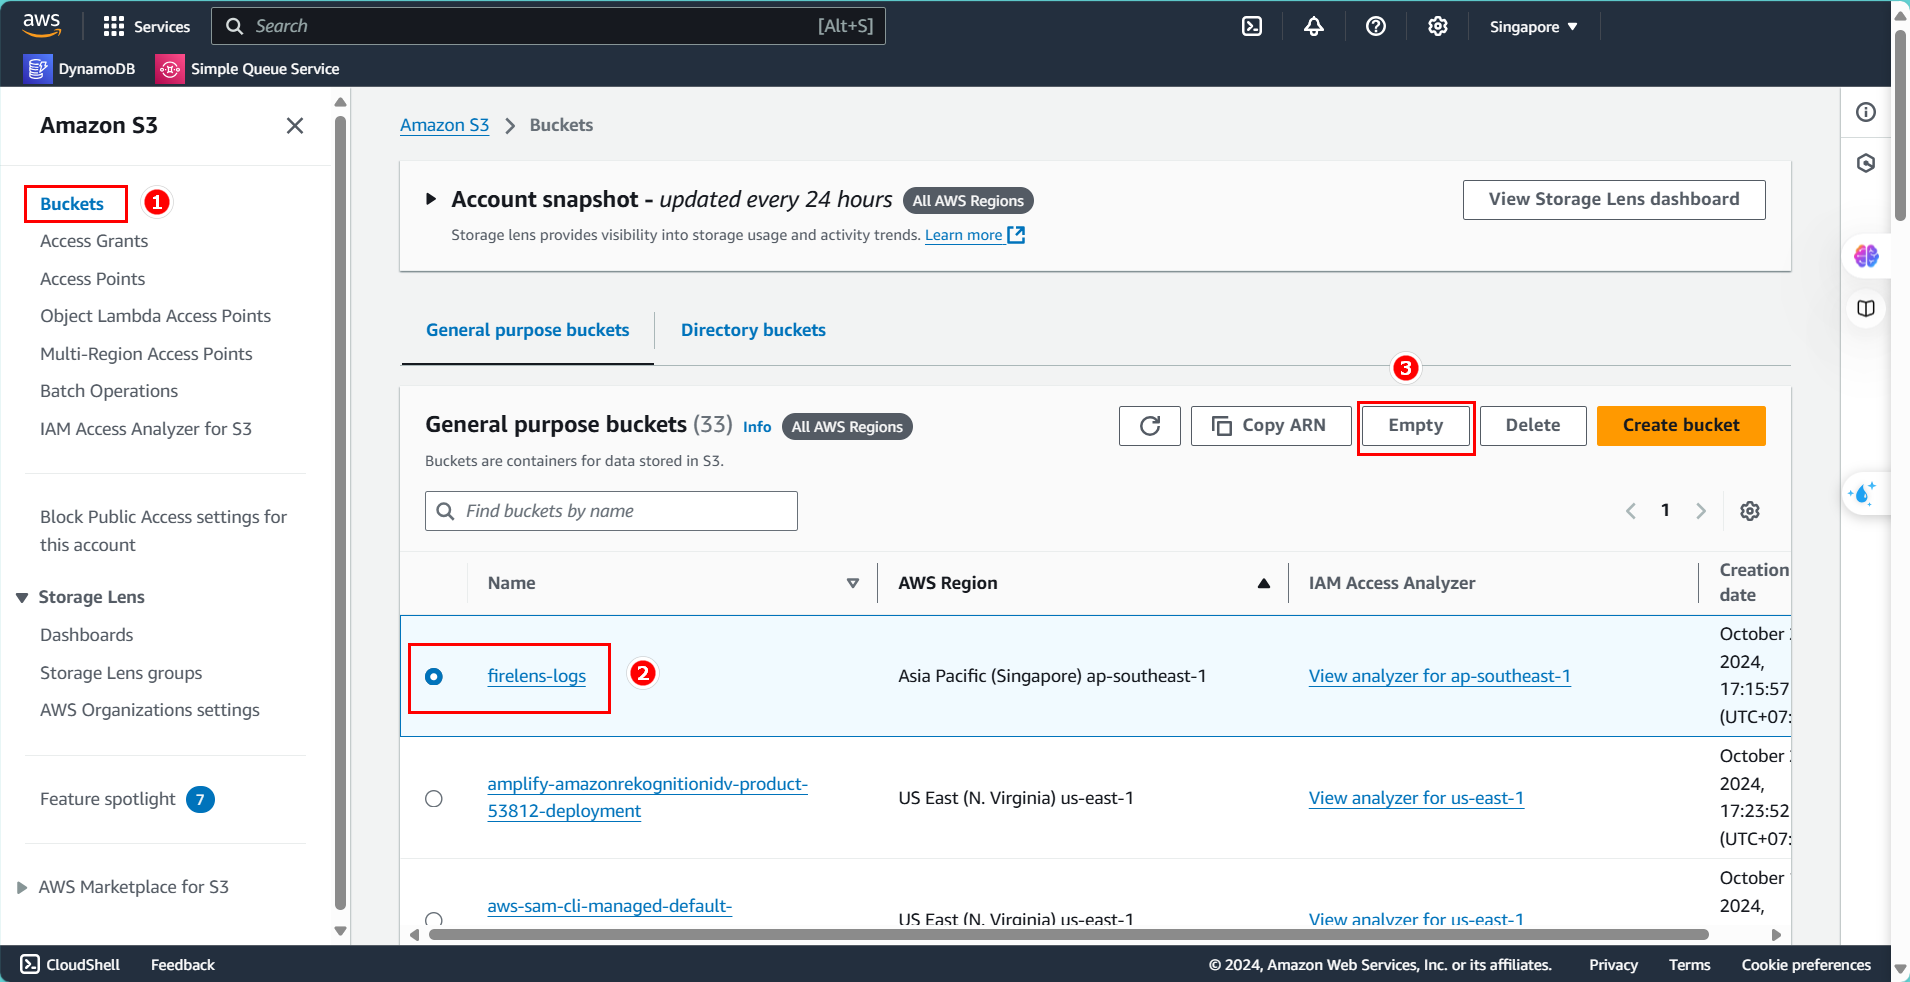 aws
Services
Search
[Alt+S]
Singapore
DynamoDB
Simple Queue Service
Amazon S3
Buckets
1
Access Grants
Access Points
Object Lambda Access Points
Multi-Region Access Points
Batch Operations
IAM Access Analyzer for S3
Block Public Access settings for
this account
Storage Lens
Dashboards
Storage Lens groups
AWS Organizations settings
Feature spotlight 7
AWS Marketplace for S3
Amazon S3 > Buckets
Account snapshot - updated every 24 hours All AWS Regions
Storage lens provides visibility into storage usage and activity trends. Learn more
View Storage Lens dashboard
General purpose buckets
Directory buckets
3
General purpose buckets (33) Info All AWS Regions
Copy ARN
Empty
Delete
Create bucket
Buckets are containers for data stored in S3.
Find buckets by name
1
Name
AWS Region
IAM Access Analyzer
Creation
date
firelens-logs
2
Asia Pacific (Singapore) ap-southeast-1
View analyzer for ap-southeast-1
October
2024,
17:15:57
(UTC+07:
amplify-amazonrekognitionidv-product-
53812-deployment
US East (N. Virginia) us-east-1
View analyzer for us-east-1
October
2024,
17:23:52
(UTC+07:
aws-sam-cli-managed-default-
US East (N. Virginia) us-east-1
View analyzer for us-east-1
October
2024,
CloudShell
Feedback
© 2024, Amazon Web Services, Inc. or its affiliates.
Privacy
Terms
Cookie preferences